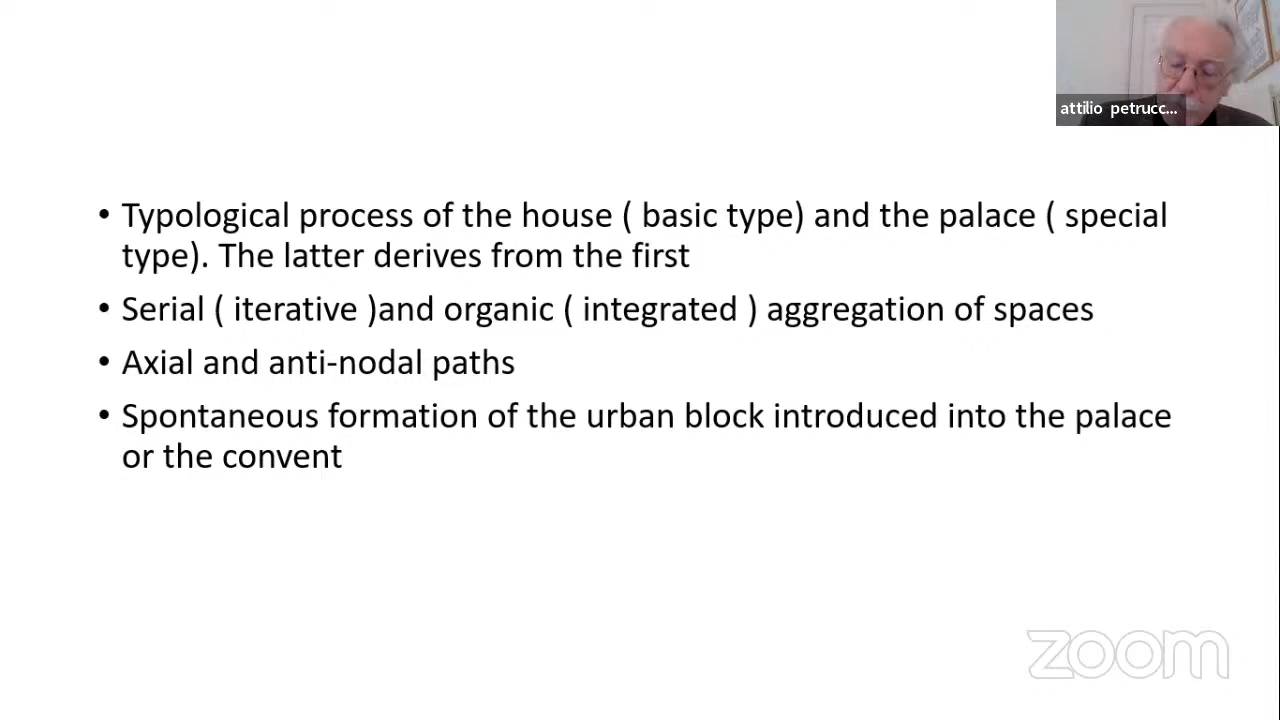 attilio petrucc...
• Typological process of the house ( basic type) and the palace ( special
type). The latter derives from the first
• Serial ( iterative )and organic ( integrated ) aggregation of spaces
• Axial and anti-nodal paths
• Spontaneous formation of the urban block introduced into the palace
or the convent
zoom